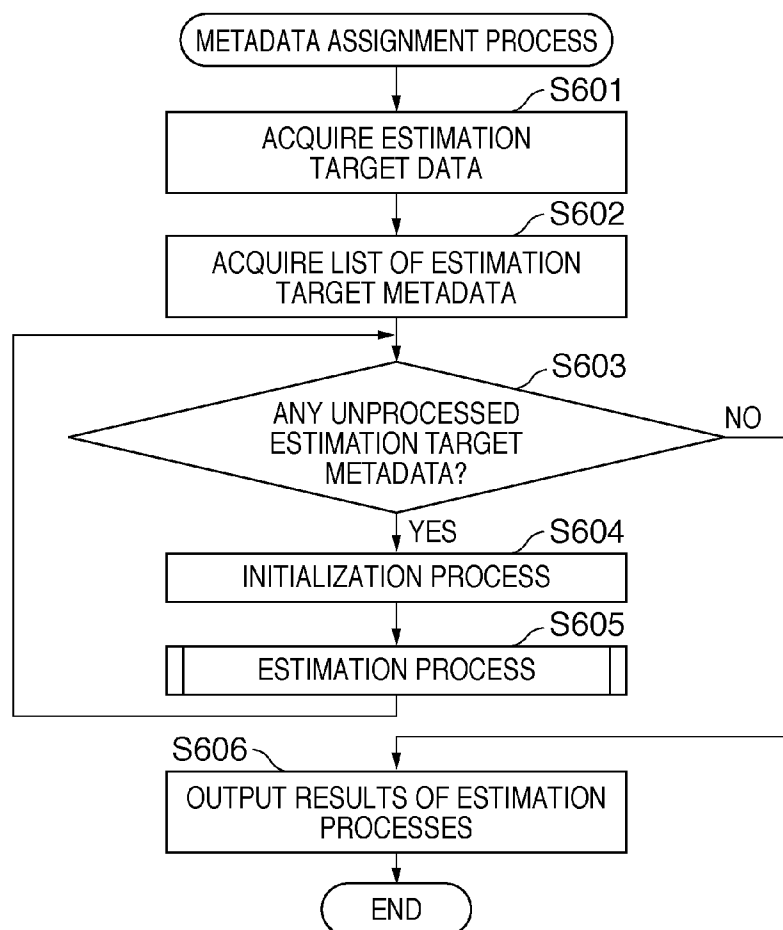 METADATA ASSIGNMENT PROCESS
S601
ACQUIRE ESTIMATION
TARGET DATA
S602
ACQUIRE LIST OF ESTIMATION
TARGET METADATA
S603
ANY UNPROCESSED
ESTIMATION TARGET
METADATA?
NO
YES
S604
INITIALIZATION PROCESS
S605
ESTIMATION PROCESS
S606
OUTPUT RESULTS OF ESTIMATION
PROCESSES
END